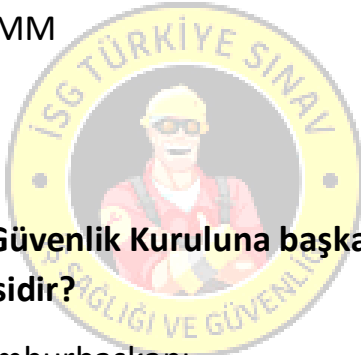 MM
İSG TÜRKİYE SINAV
Güvenlik Kuruluna başka
sidir?
SAĞLIĞI VE GÜVENLİ